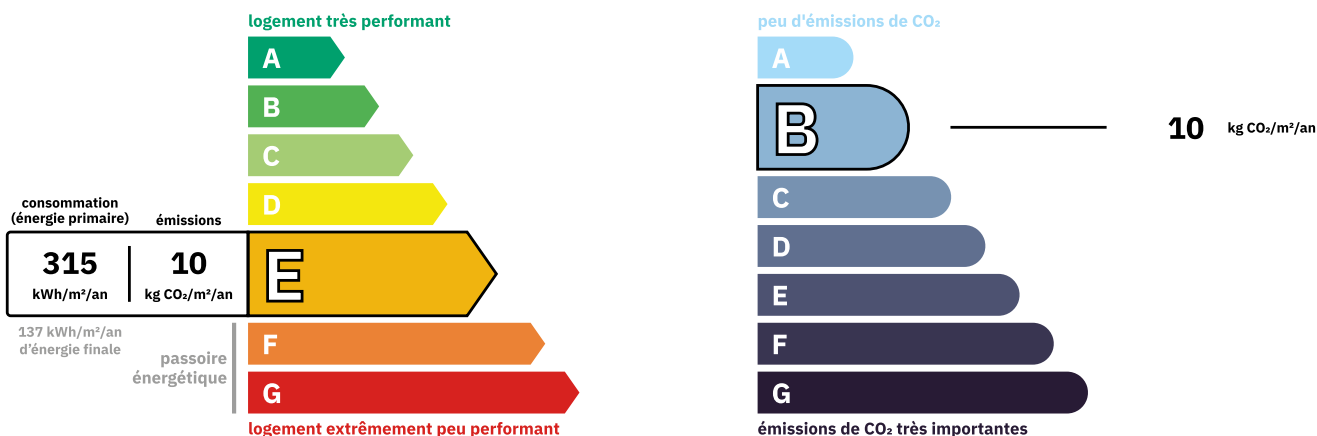 logement très performant
A
B
C
D
consommation
(énergie primaire)
émissions
315
10
kWh/m²/an
kg CO₂/m²/an
E
137 kWh/m²/an
d'énergie finale
passoire
énergétique
F
G
logement extrêmement peu performant
peu d'émissions de CO₂
A
B
10 kg CO₂/m²/an
C
D
E
F
G
émissions de CO₂ très importantes